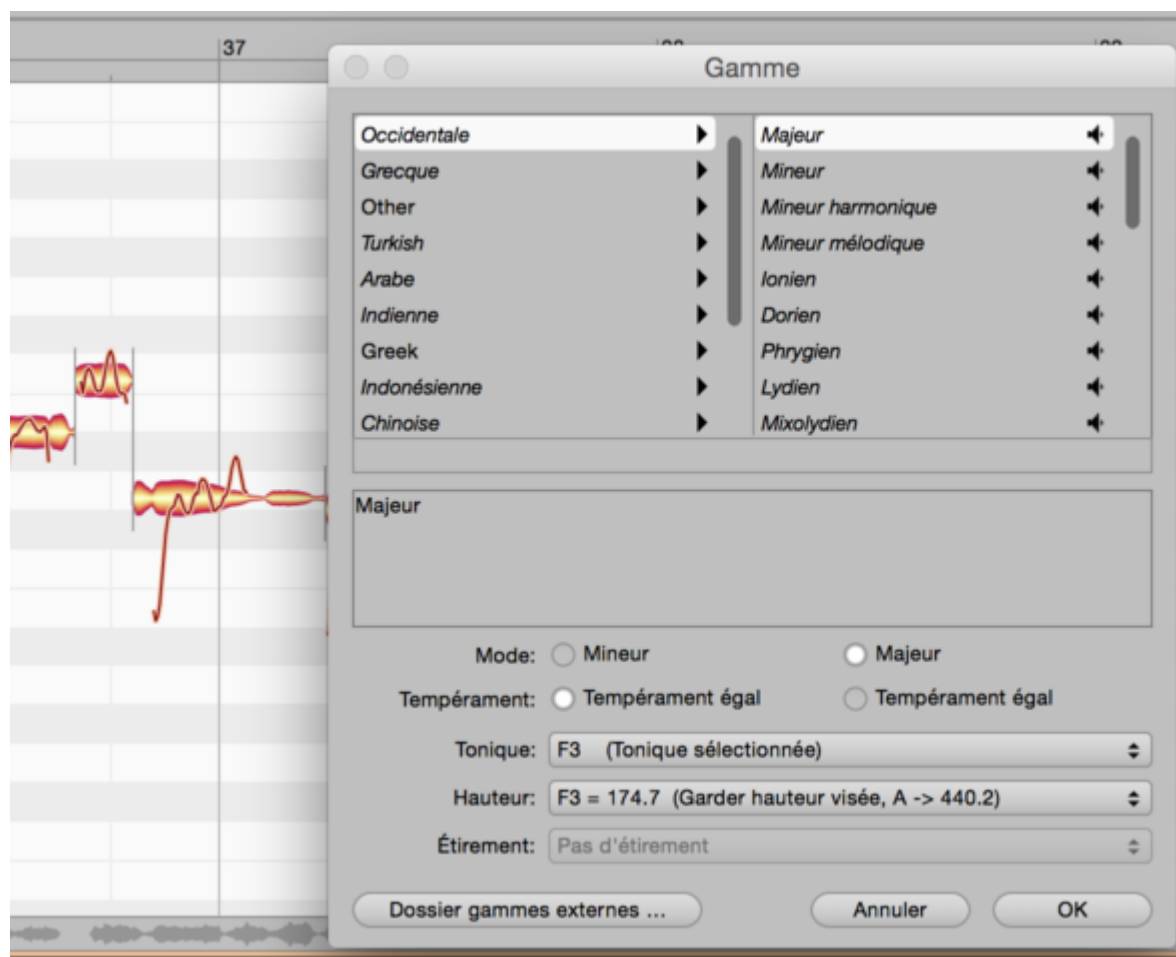 37
Gamme
Occidentale
Majeur
Grecque
Mineur
Other
Mineur harmonique
Turkish
Mineur mélodique
Arabe
Ionien
Indienne
Dorien
Greek
Phrygien
Indonésienne
Lydien
Chinoise
Mixolydien
Majeur
Mode: Mineur Majeur
Tempérament: Tempérament égal Tempérament égal
Tonique: F3 (Tonique sélectionnée)
Hauteur: F3 = 174.7 (Garder hauteur visée, A -> 440.2)
Étirement: Pas d'étirement
Dossier gammes externes ... Annuler OK